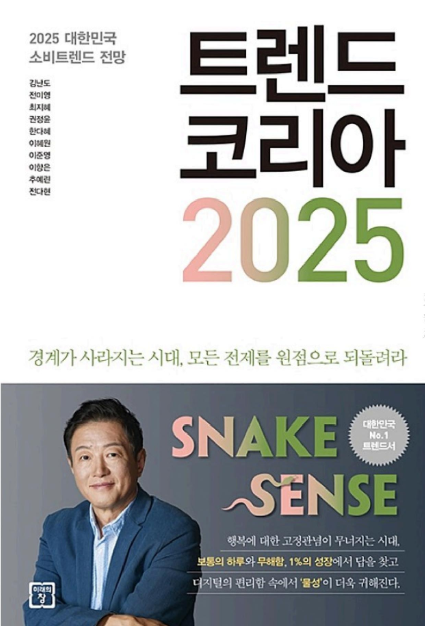 2025 대한민국
소비트렌드 전망
김난도
전미영
최지혜
권정윤
한다혜
이혜원
이준영
이향은
추예린
전다현
트렌드
코리아
2025
경계가 사라지는 시대, 모든 전제를 원점으로 되돌려라
SNAKE
SENSE
대한민국
No.1
트렌드서
행복에 대한 고정관념이 무너지는 시대,
보통의 하루와 무해함, 1%의 성장에서 답을 찾고
디지털의 편리함 속에서 '물성'이 더욱 귀해진다.
미래의
창